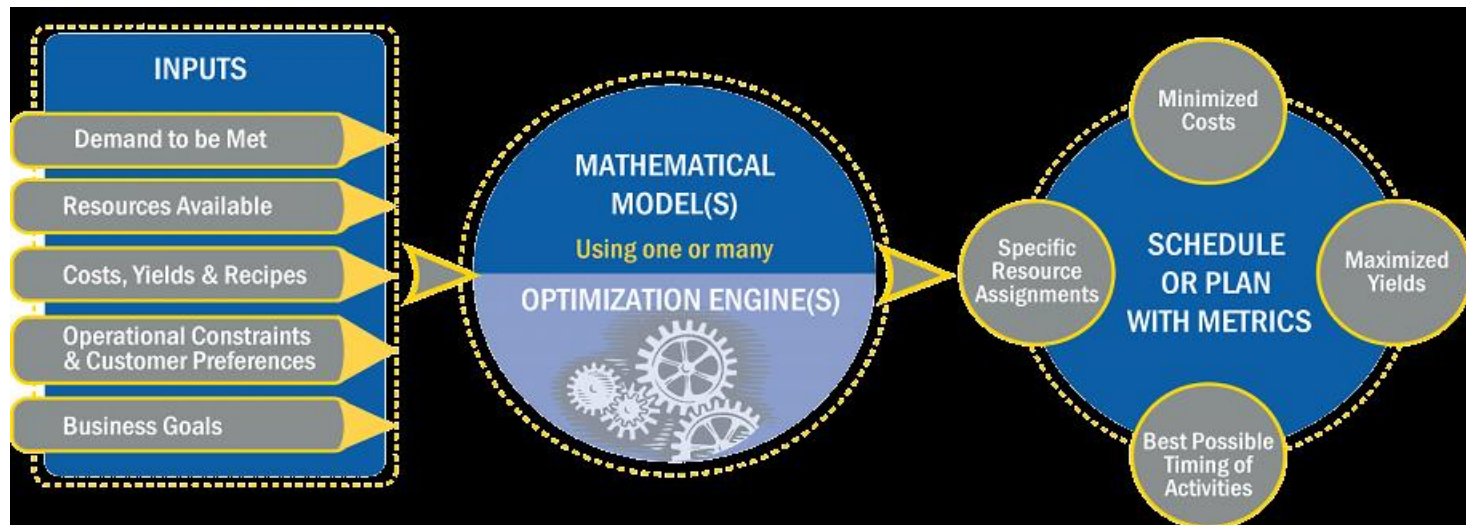 INPUTS
Demand to be Met
Resources Available
Costs, Yields & Recipes
Operational Constraints
& Customer Preferences
Business Goals
MATHEMATICAL
MODEL(S)
Using one or many
OPTIMIZATION ENGINE(S)
Minimized
Costs
Specific
Resource
Assignments
SCHEDULE
OR PLAN
WITH METRICS
Maximized
Yields
Best Possible
Timing of
Activities